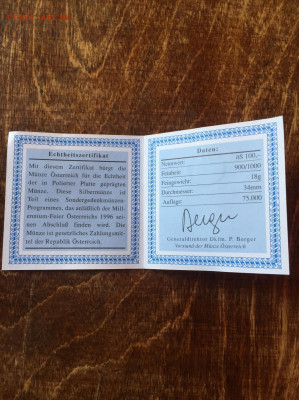 Echtheitszertifikat
Mit diesem Zertifikat bürgt die
Münze Österreich für die Echtheit
der in Polierter Platte geprägten
Münze. Diese Silbermünze ist
Teil eines Sondergedenkmünzen-
Programmes, das anläßlich der Mil-
lennium-Feier Österreichs 1996 sei-
nen Abschluß finden wird. Die
Münze ist gesetzliches Zahlungsmit-
tel der Republik Österreich.
Daten:
Nennwert: öS 100,-
Feinheit: 900/1000
Feingewicht: 18g
Durchmesser: 34mm
Auflage: 75.000
Berger
Generaldirektor Dkfm. P. Berger
Vorstand der Münze Österreich